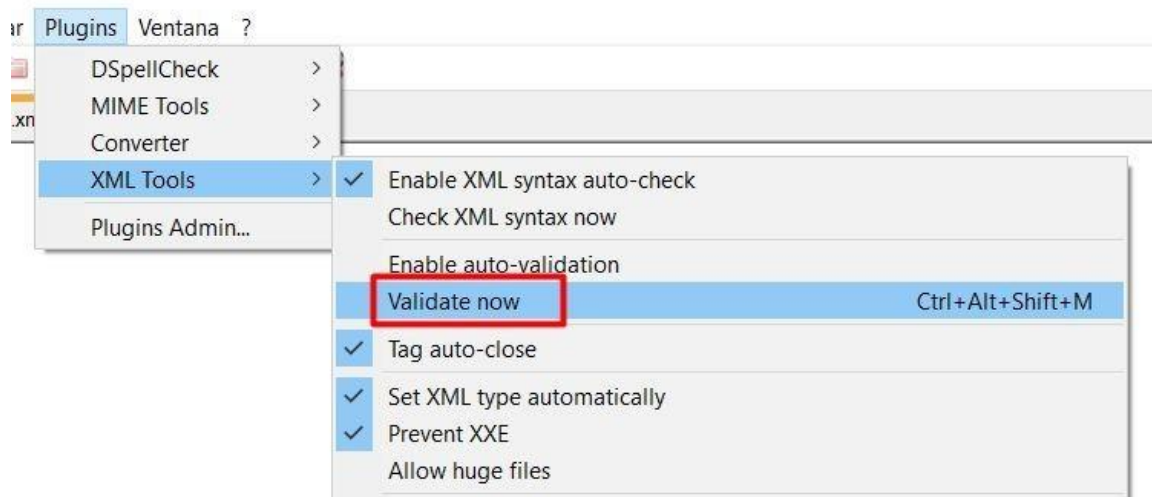 ar Plugins Ventana ?
DSpellCheck
MIME Tools
.xn
Converter
XML Tools
Enable XML syntax auto-check
Check XML syntax now
Plugins Admin...
Enable auto-validation
Validate now Ctrl+Alt+Shift+M
Tag auto-close
Set XML type automatically
Prevent XXE
Allow huge files